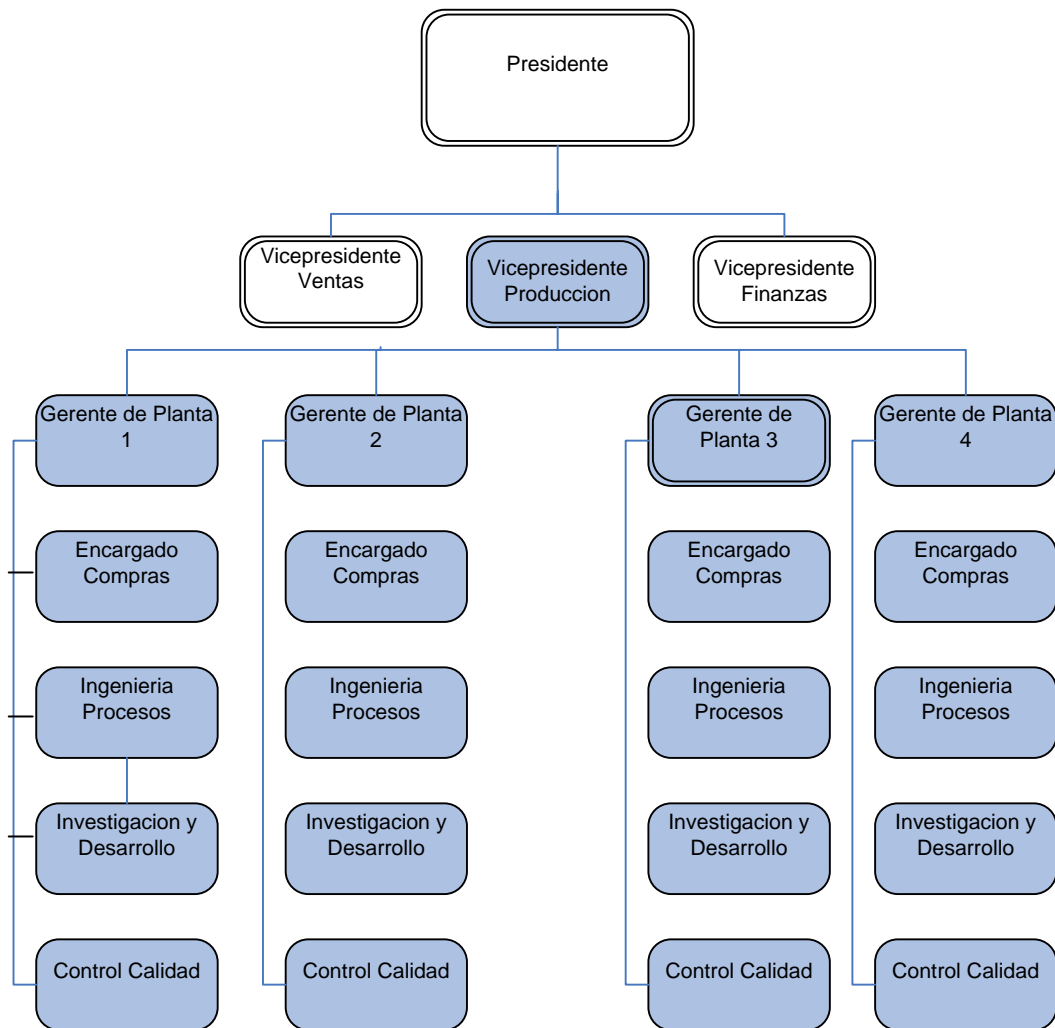 Presidente
Vicepresidente
Ventas
Vicepresidente
Produccion
Vicepresidente
Finanzas
Gerente de Planta
1
Gerente de Planta
2
Gerente de
Planta 3
Gerente de Planta
4
Encargado
Compras
Encargado
Compras
Encargado
Compras
Encargado
Compras
Ingenieria
Procesos
Ingenieria
Procesos
Ingenieria
Procesos
Ingenieria
Procesos
Investigacion y
Desarrollo
Investigacion y
Desarrollo
Investigacion y
Desarrollo
Investigacion y
Desarrollo
Control Calidad
Control Calidad
Control Calidad
Control Calidad